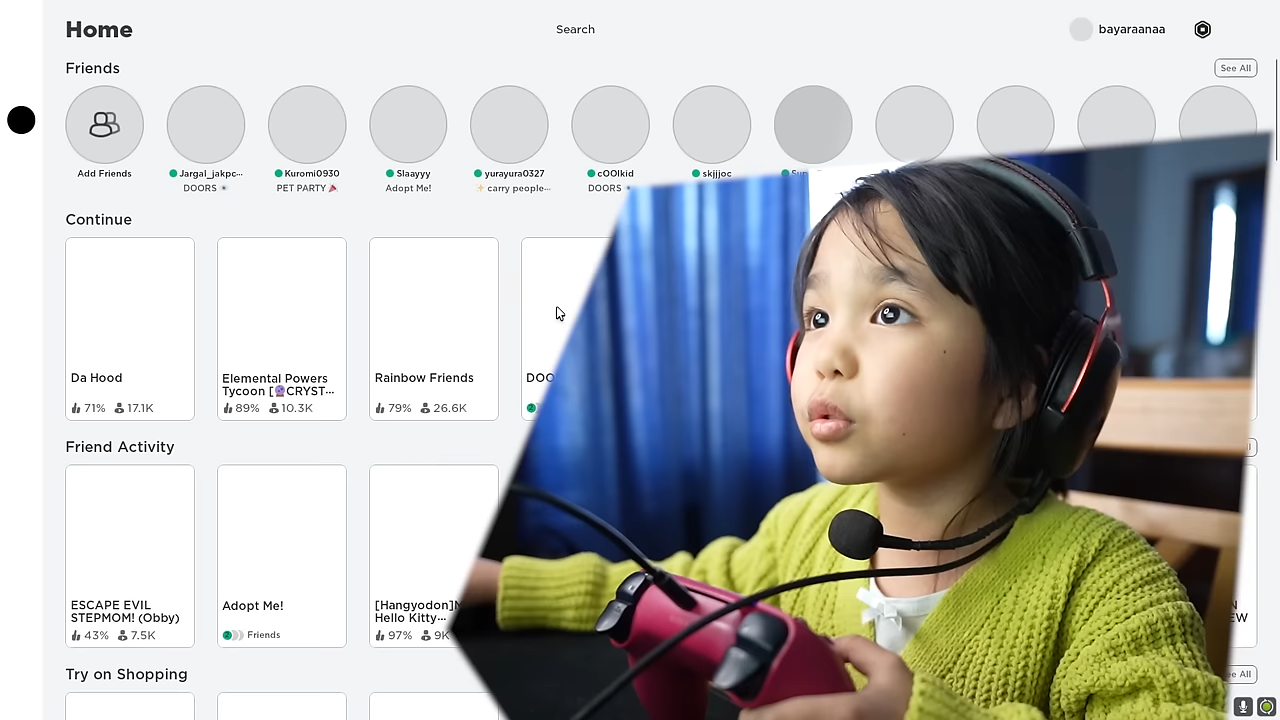 Home
Search
bayaraanaa
Friends
See All
Add Friends
Jargal_jakpc...
DOORS
Kuromi0930
PET PARTY
Slaayyy
Adopt Me!
yurayura0327
carry people...
cOOlkid
DOORS
skjjjoc
Continue
Da Hood
71% 17.1K
Elemental Powers
Tycoon [🔮CRYST...
89% 10.3K
Rainbow Friends
79% 26.6K
Friend Activity
ESCAPE EVIL
STEPMOM! (Obby)
43% 7.5K
Adopt Me!
2 Friends
Hello Kitty...
97%
Try on Shopping